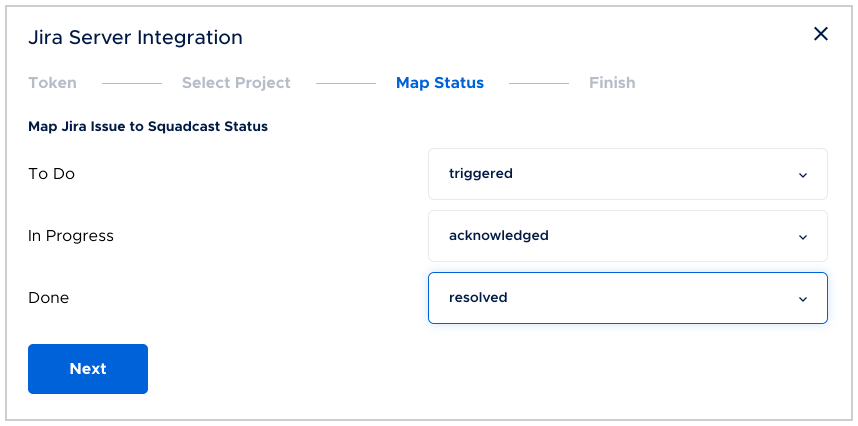 Jira Server Integration
Token Select Project Map Status Finish
Map Jira Issue to Squadcast Status
To Do triggered
In Progress acknowledged
Done resolved
Next